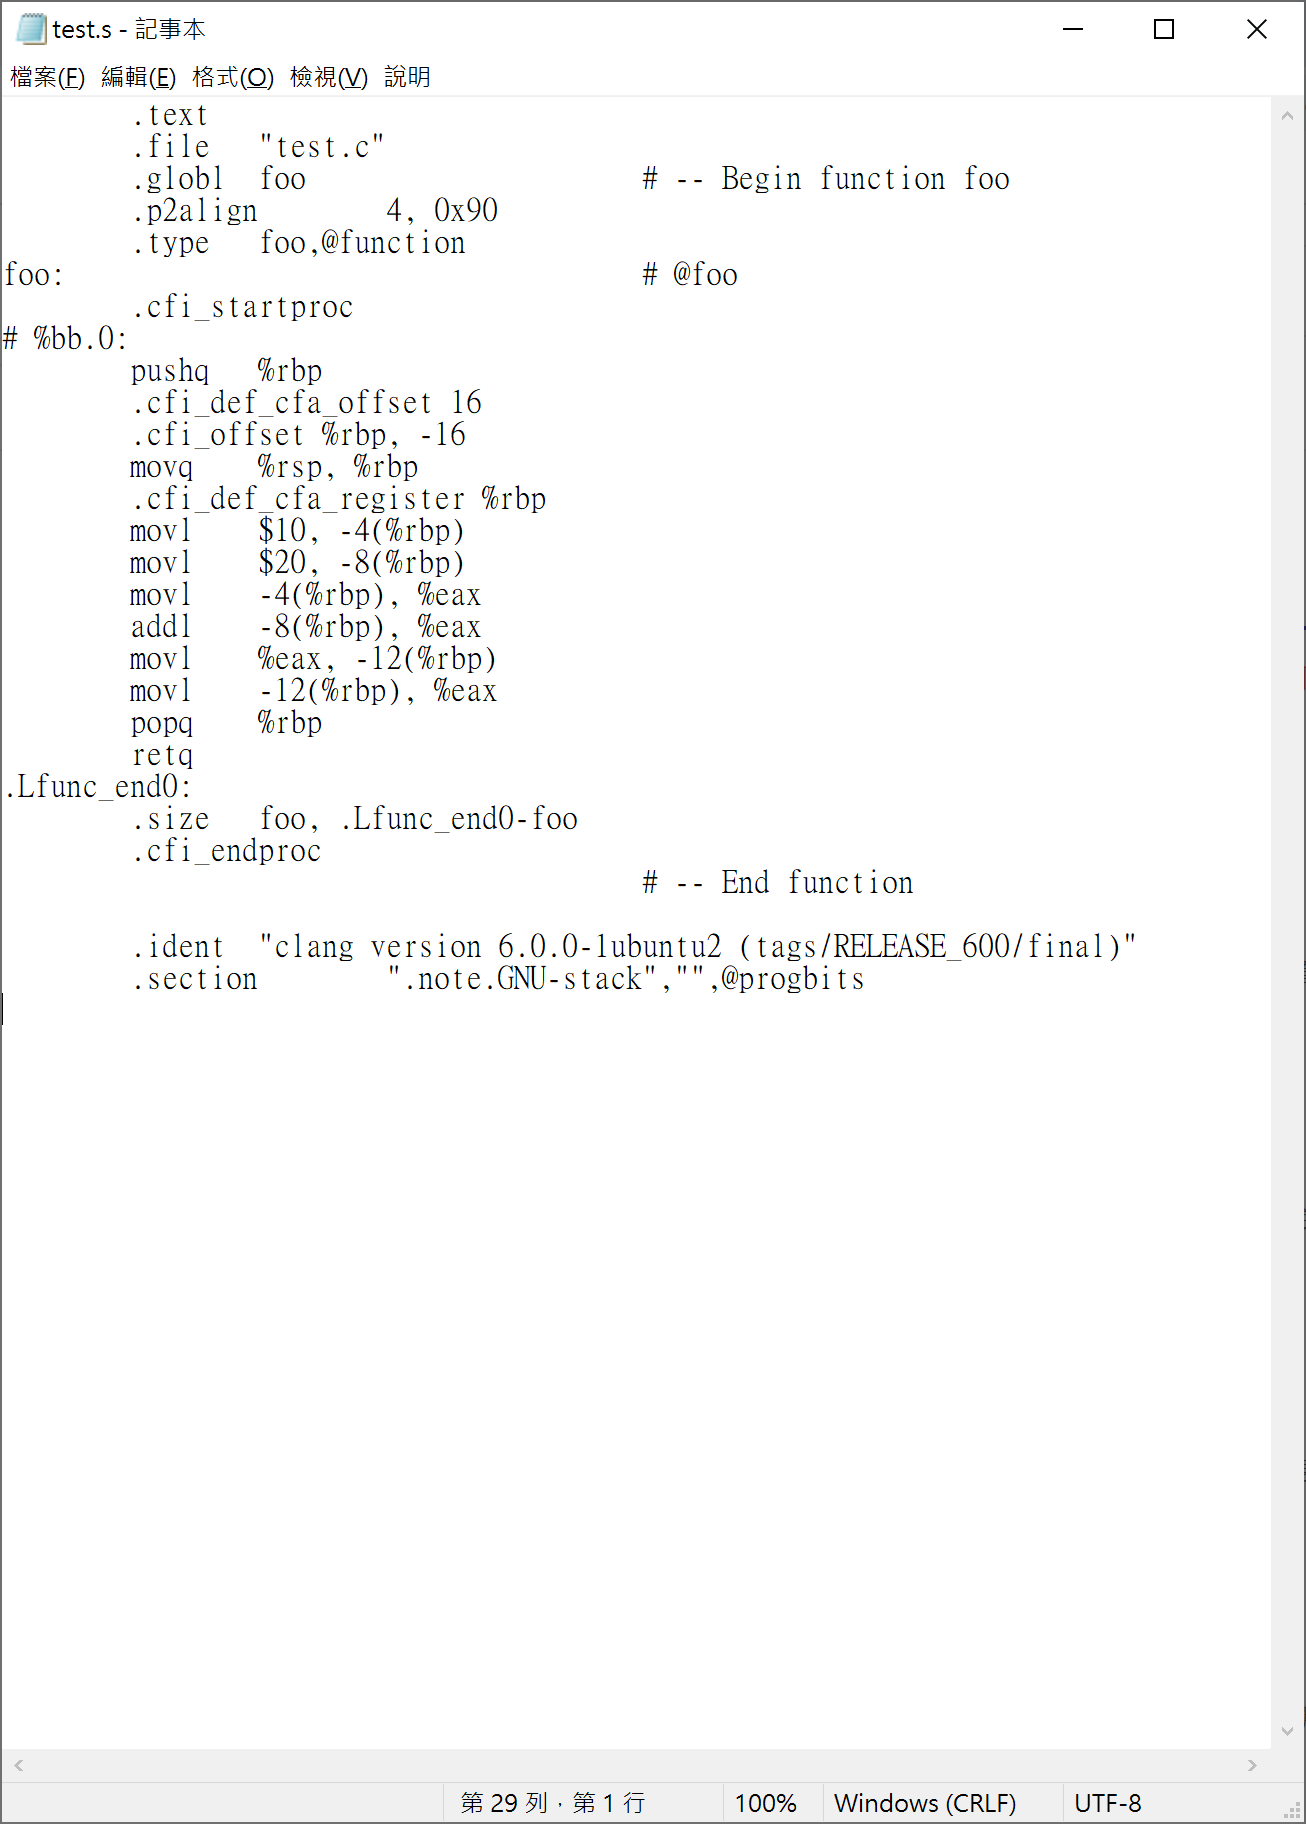 test.s - 記事本
檔案(F) 編輯(E) 格式(O) 檢視(V) 說明
        .text
        .file   "test.c"
        .globl  foo                     # -- Begin function foo
        .p2align        4, 0x90
        .type   foo,@function
foo:                                    # @foo
        .cfi_startproc
# %bb.0:
        pushq   %rbp
        .cfi_def_cfa_offset 16
        .cfi_offset %rbp, -16
        movq    %rsp, %rbp
        .cfi_def_cfa_register %rbp
        movl    $10, -4(%rbp)
        movl    $20, -8(%rbp)
        movl    -4(%rbp), %eax
        addl    -8(%rbp), %eax
        movl    %eax, -12(%rbp)
        movl    -12(%rbp), %eax
        popq    %rbp
        retq
.Lfunc_end0:
        .size   foo, .Lfunc_end0-foo
        .cfi_endproc
                                        # -- End function
        .ident  "clang version 6.0.0-1ubuntu2 (tags/RELEASE_600/final)"
        .section        ".note.GNU-stack","",@progbits
第 29 列，第 1 行 100% Windows (CRLF) UTF-8